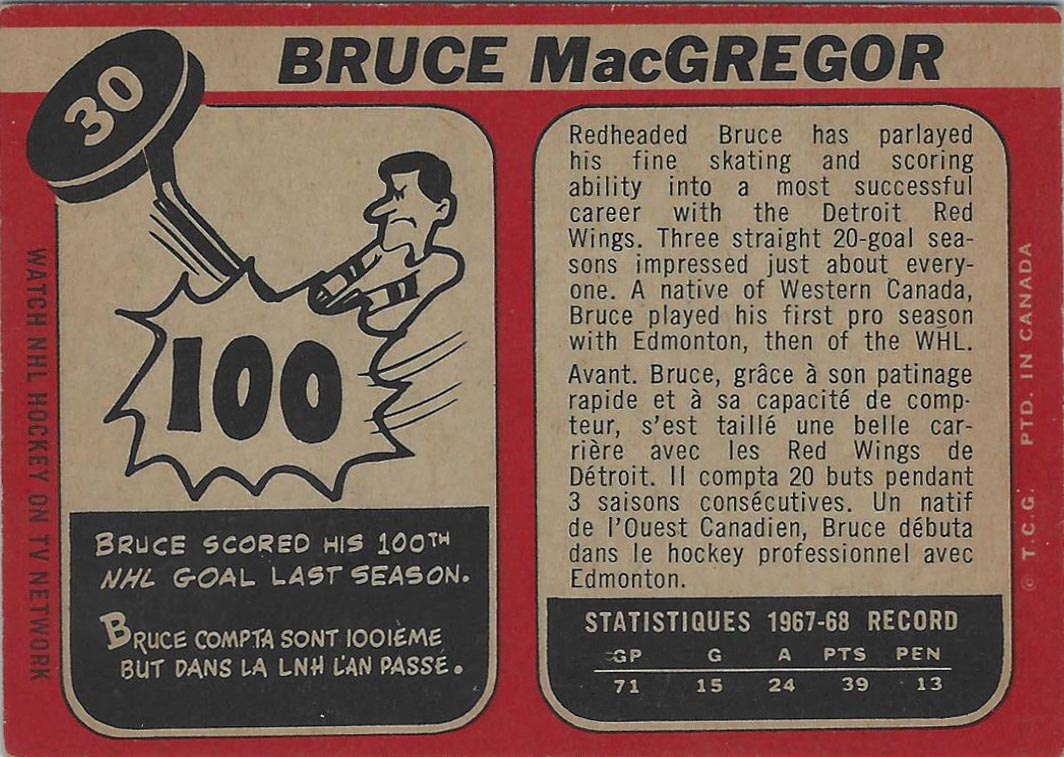 30
BRUCE MacGREGOR
WATCH NHL HOCKEY ON TV NETWORK
100
BRUCE SCORED HIS 100TH
NHL GOAL LAST SEASON.
BRUCE COMPTA SONT 100IÈME
BUT DANS LA LNH L'AN PASSÉ.
Redheaded Bruce has parlayed
his fine skating and scoring
ability into a most successful
career with the Detroit Red
Wings. Three straight 20-goal sea-
sons impressed just about every-
one. A native of Western Canada,
Bruce played his first pro season
with Edmonton, then of the WHL.
Avant. Bruce, grâce à son patinage
rapide et à sa capacité de comp-
teur, s'est taillé une belle car-
rière avec les Red Wings de
Détroit. Il compta 20 buts pendant
3 saisons consécutives. Un natif
de l'Ouest Canadien, Bruce débuta
dans le hockey professionnel avec
Edmonton.
STATISTIQUES 1967-68 RECORD
GP G A PTS PEN
71 15 24 39 13
© T.C.G. PTD. IN CANADA